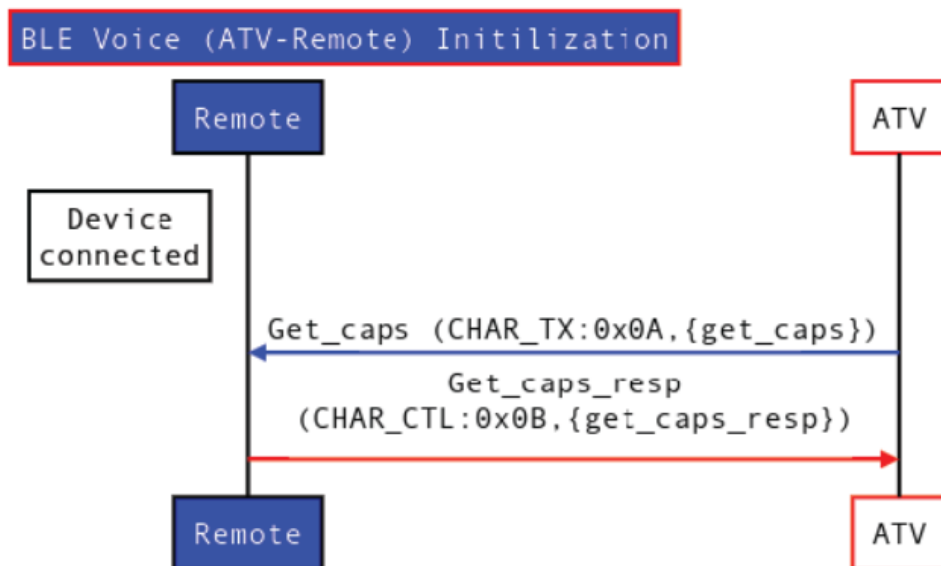 BLE Voice (ATV-Remote) Initilization
Remote
ATV
Device
connected
Get_caps (CHAR_TX:0x0A,{get_caps})
Get_caps_resp
(CHAR_CTL:0x0B,{get_caps_resp})
Remote
ATV